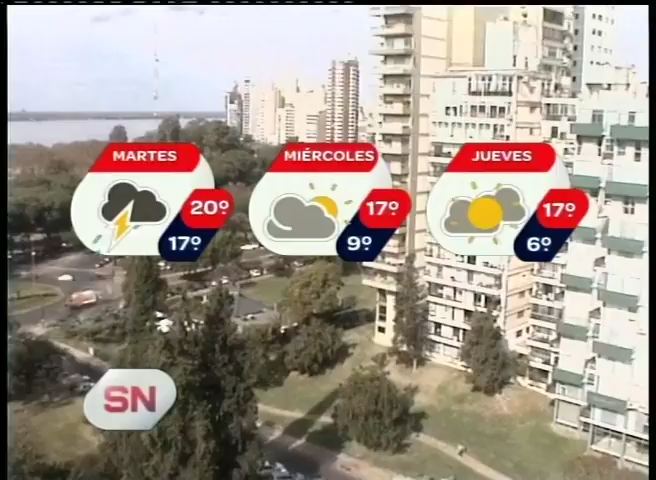 MARTES
20º
17º
MIÉRCOLES
17º
9º
JUEVES
17º
6º
SN